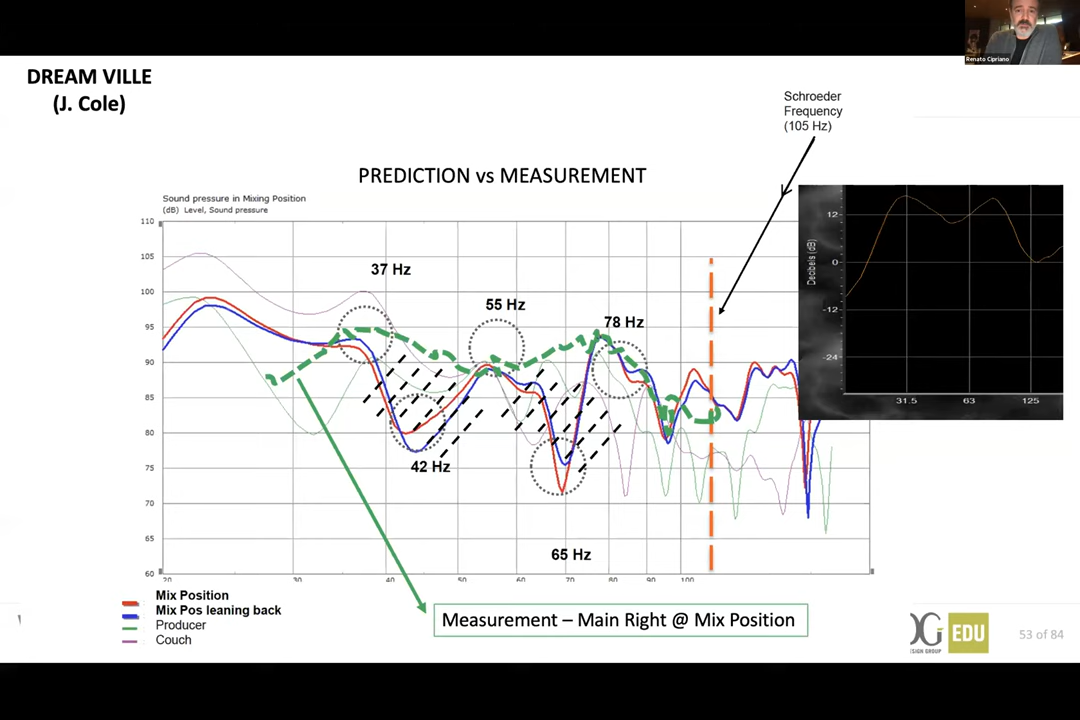 Renato Cipriano
DREAM VILLE
(J. Cole)
Schroeder
Frequency
(105 Hz)
PREDICTION vs MEASUREMENT
Sound pressure in Mixing Position
(dB) Level, Sound pressure
110
105
100
95
90
85
80
75
70
65
60
37 Hz
55 Hz
78 Hz
42 Hz
65 Hz
20 30 40 50 60 70 80 90 100
Decibels (dB)
12
0
-12
-24
31.5 63 125
Mix Position
Mix Pos leaning back
Producer
Couch
Measurement – Main Right @ Mix Position
EDU
SIGN GROUP
53 of 84